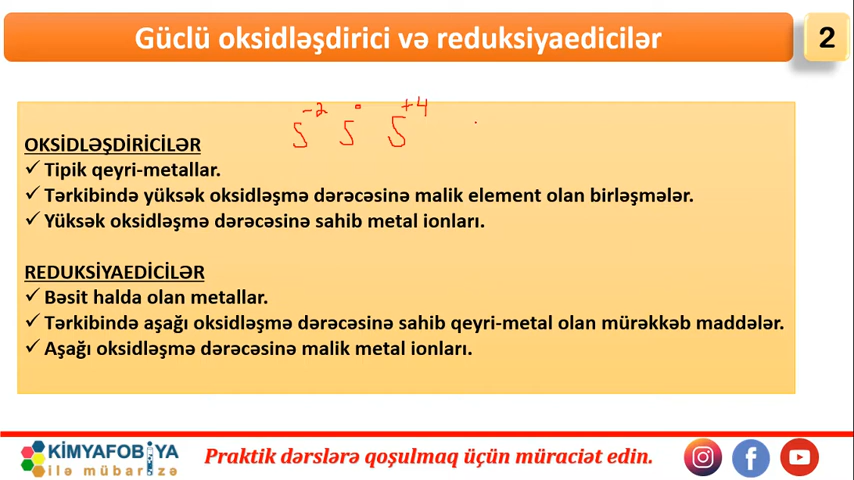 Güclü oksidləşdirici və reduksiyaedicilər
2
S⁻² S⁰ S⁺⁴
OKSİDLƏŞDİRİCİLƏR
✓ Tipik qeyri-metallar.
✓ Tərkibində yüksək oksidləşmə dərəcəsinə malik element olan birləşmələr.
✓ Yüksək oksidləşmə dərəcəsinə sahib metal ionları.
REDUKSİYAEDİCİLƏR
✓ Bəsit halda olan metallar.
✓ Tərkibində aşağı oksidləşmə dərəcəsinə sahib qeyri-metal olan mürəkkəb maddələr.
✓ Aşağı oksidləşmə dərəcəsinə malik metal ionları.
KİMYAFOBİYA
ilə mübarizə
Praktik dərslərə qoşulmaq üçün müraciət edin.